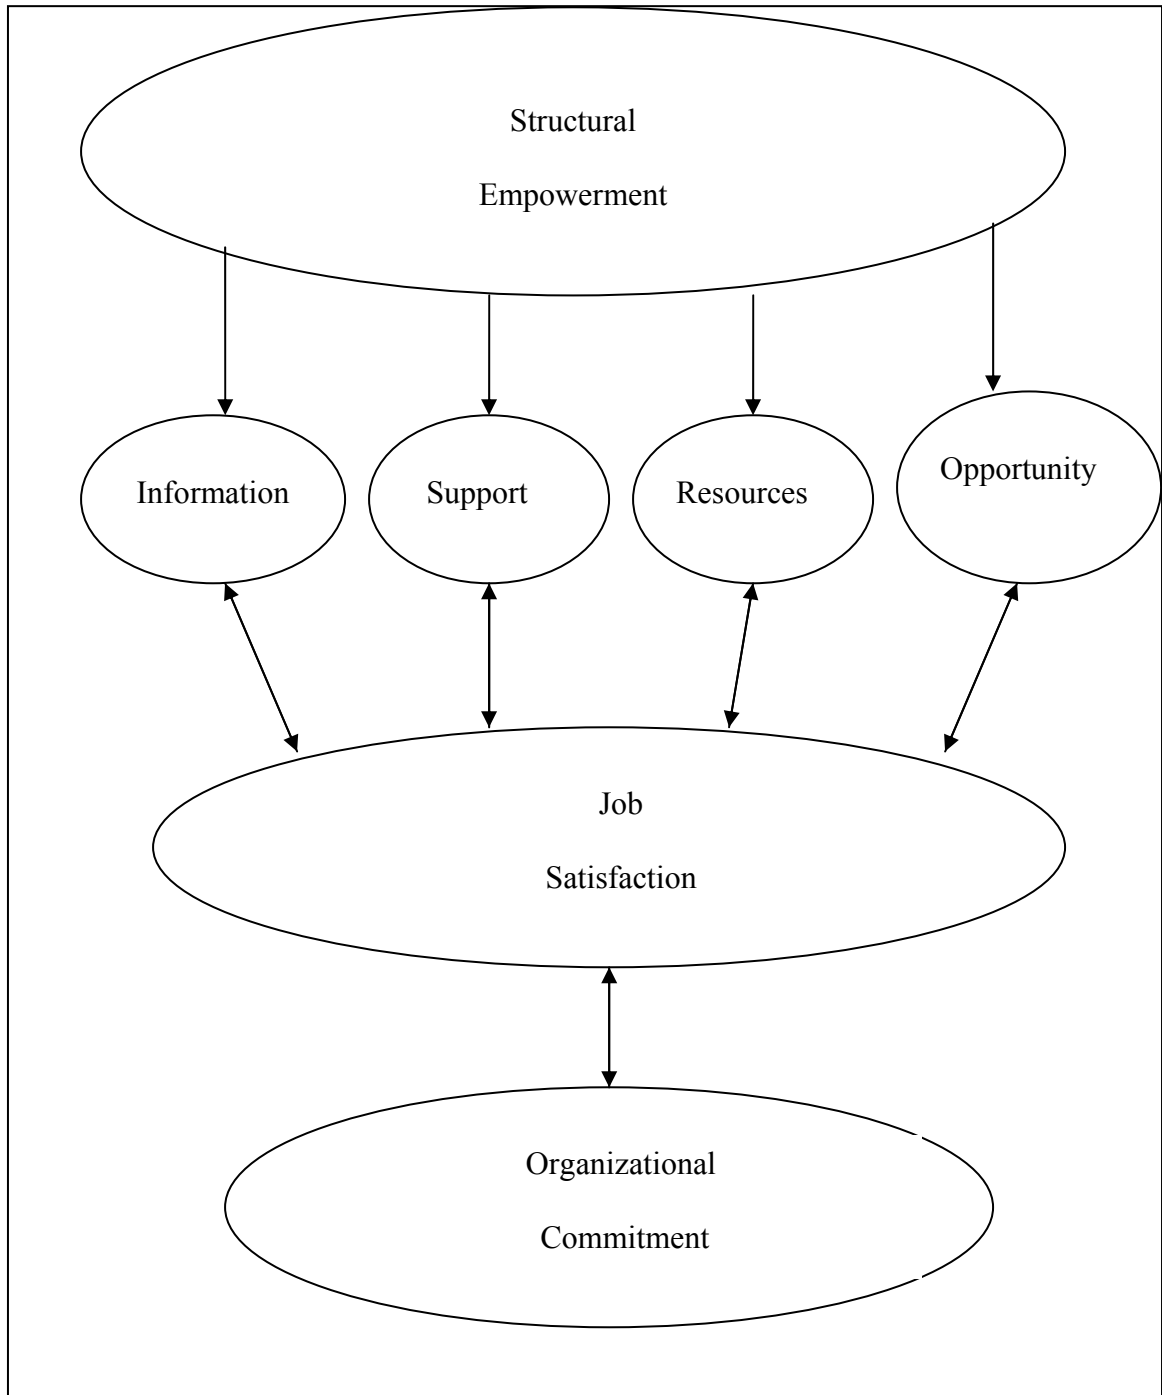 Structural
Empowerment
Information
Support
Resources
Opportunity
Job
Satisfaction
Organizational
Commitment